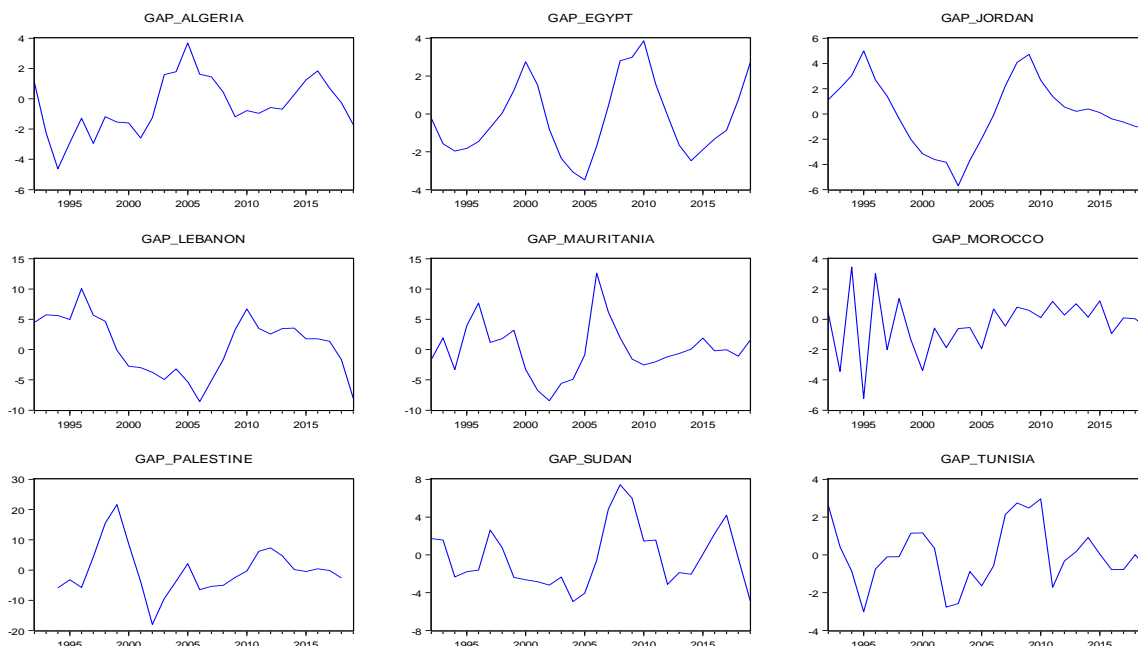 GAP_ALGERIA GAP_EGYPT GAP_JORDAN
4 4 6
2 2 4
0 0 2
-2 -2 0
-4 -4 -2
-6 -4
-6
1995 2000 2005 2010 2015 1995 2000 2005 2010 2015 1995 2000 2005 2010 2015
GAP_LEBANON GAP_MAURITANIA GAP_MOROCCO
15 15 4
10 10 2
5 5 0
0 0 -2
-5 -5 -4
-10 -10 -6
1995 2000 2005 2010 2015 1995 2000 2005 2010 2015 1995 2000 2005 2010 2015
GAP_PALESTINE GAP_SUDAN GAP_TUNISIA
30 8 4
20 4 2
10 0 0
0 -4 -2
-10 -8 -4
-20
1995 2000 2005 2010 2015 1995 2000 2005 2010 2015 1995 2000 2005 2010 2015